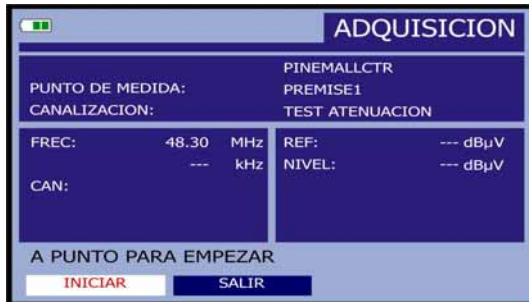 ADQUISICION
PINEMALLCTR
PUNTO DE MEDIDA: PREMISE1
CANALIZACION: TEST ATENUACION
FREC: 48.30 MHz
--- kHz
CAN:
REF: --- dBµV
NIVEL: --- dBµV
A PUNTO PARA EMPEZAR
INICIAR SALIR